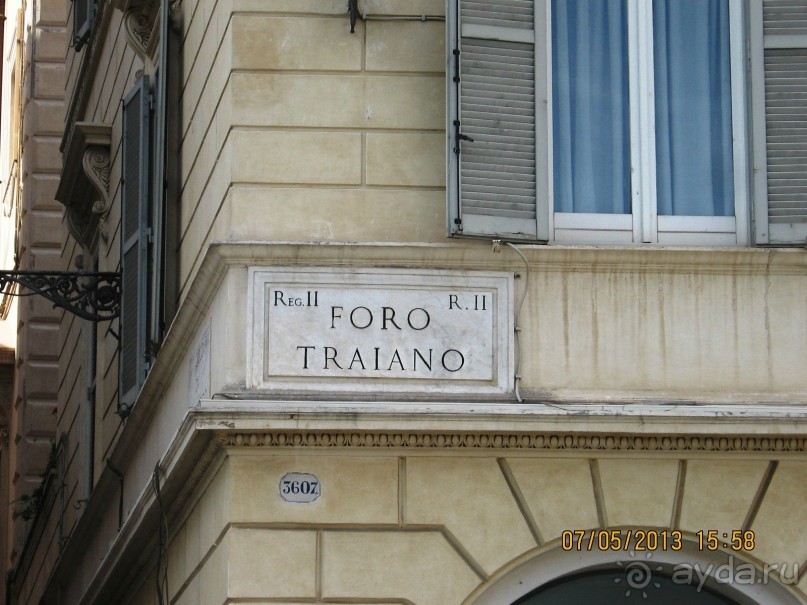 REG. II R. II
FORO
TRAIANO
3607
07/05/2013 15:58
ayda.ru